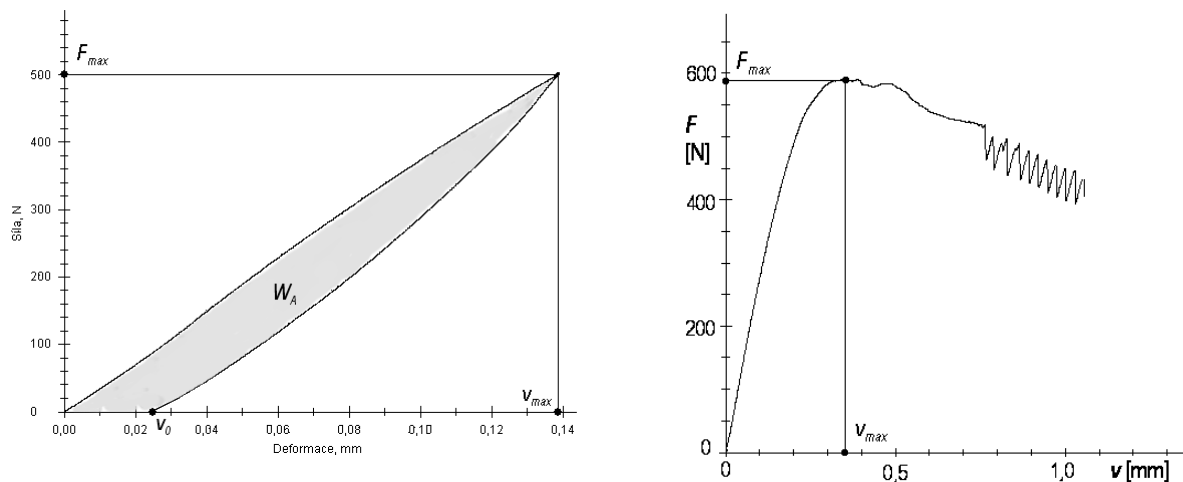 F_max
500
400
300
200
100
0
Síla, N
W_A
v_0
v_max
0,00
0,02
0,04
0,06
0,08
0,10
0,12
0,14
Deformace, mm
600
F_max
F
[N]
400
200
0
v_max
0
0,5
1,0
v [mm]